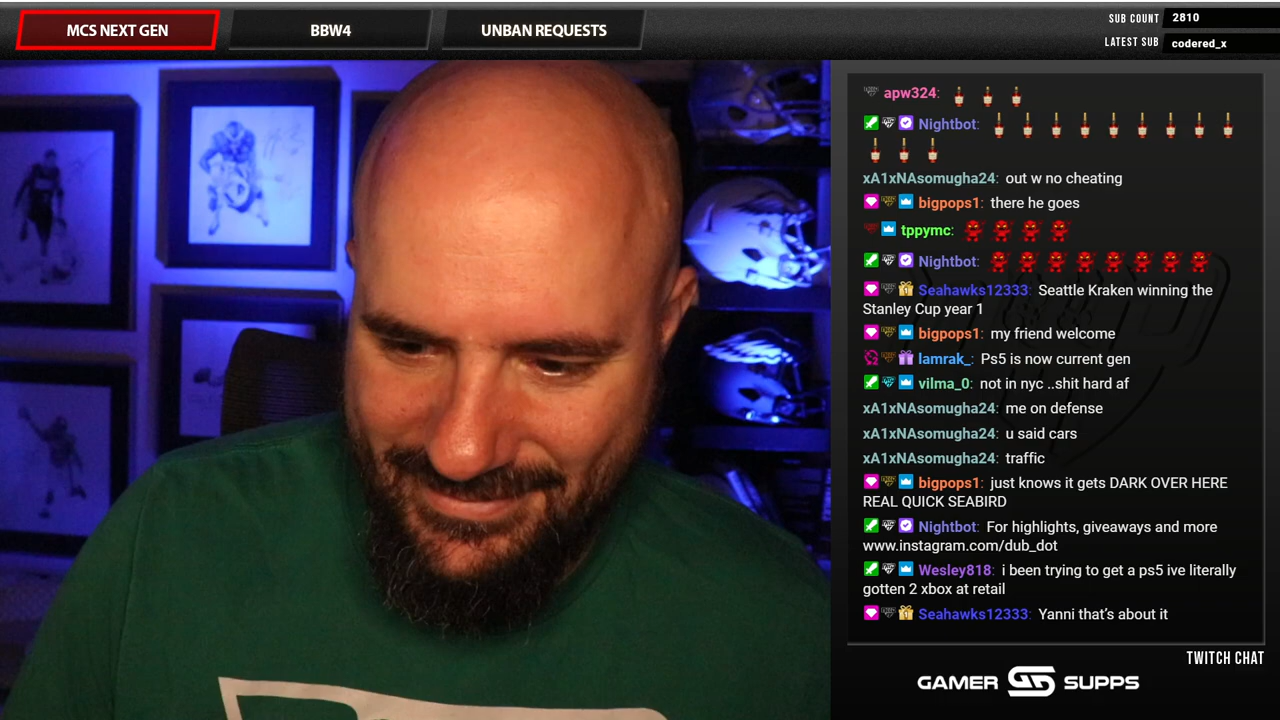 MCS NEXT GEN
BBW4
UNBAN REQUESTS
SUB COUNT 2810
LATEST SUB codered_x
apw324:
Nightbot:
xA1xNAsomugha24: out w no cheating
bigpops1: there he goes
tppymc:
Nightbot:
Seahawks12333: Seattle Kraken winning the
Stanley Cup year 1
bigpops1: my friend welcome
lamrak_: Ps5 is now current gen
vilma_0: not in nyc ..shit hard af
xA1xNAsomugha24: me on defense
xA1xNAsomugha24: u said cars
xA1xNAsomugha24: traffic
bigpops1: just knows it gets DARK OVER HERE
REAL QUICK SEABIRD
Nightbot: For highlights, giveaways and more
www.instagram.com/dub_dot
Wesley818: i been trying to get a ps5 ive literally
gotten 2 xbox at retail
Seahawks12333: Yanni that's about it
TWITCH CHAT
GAMER SUPPS